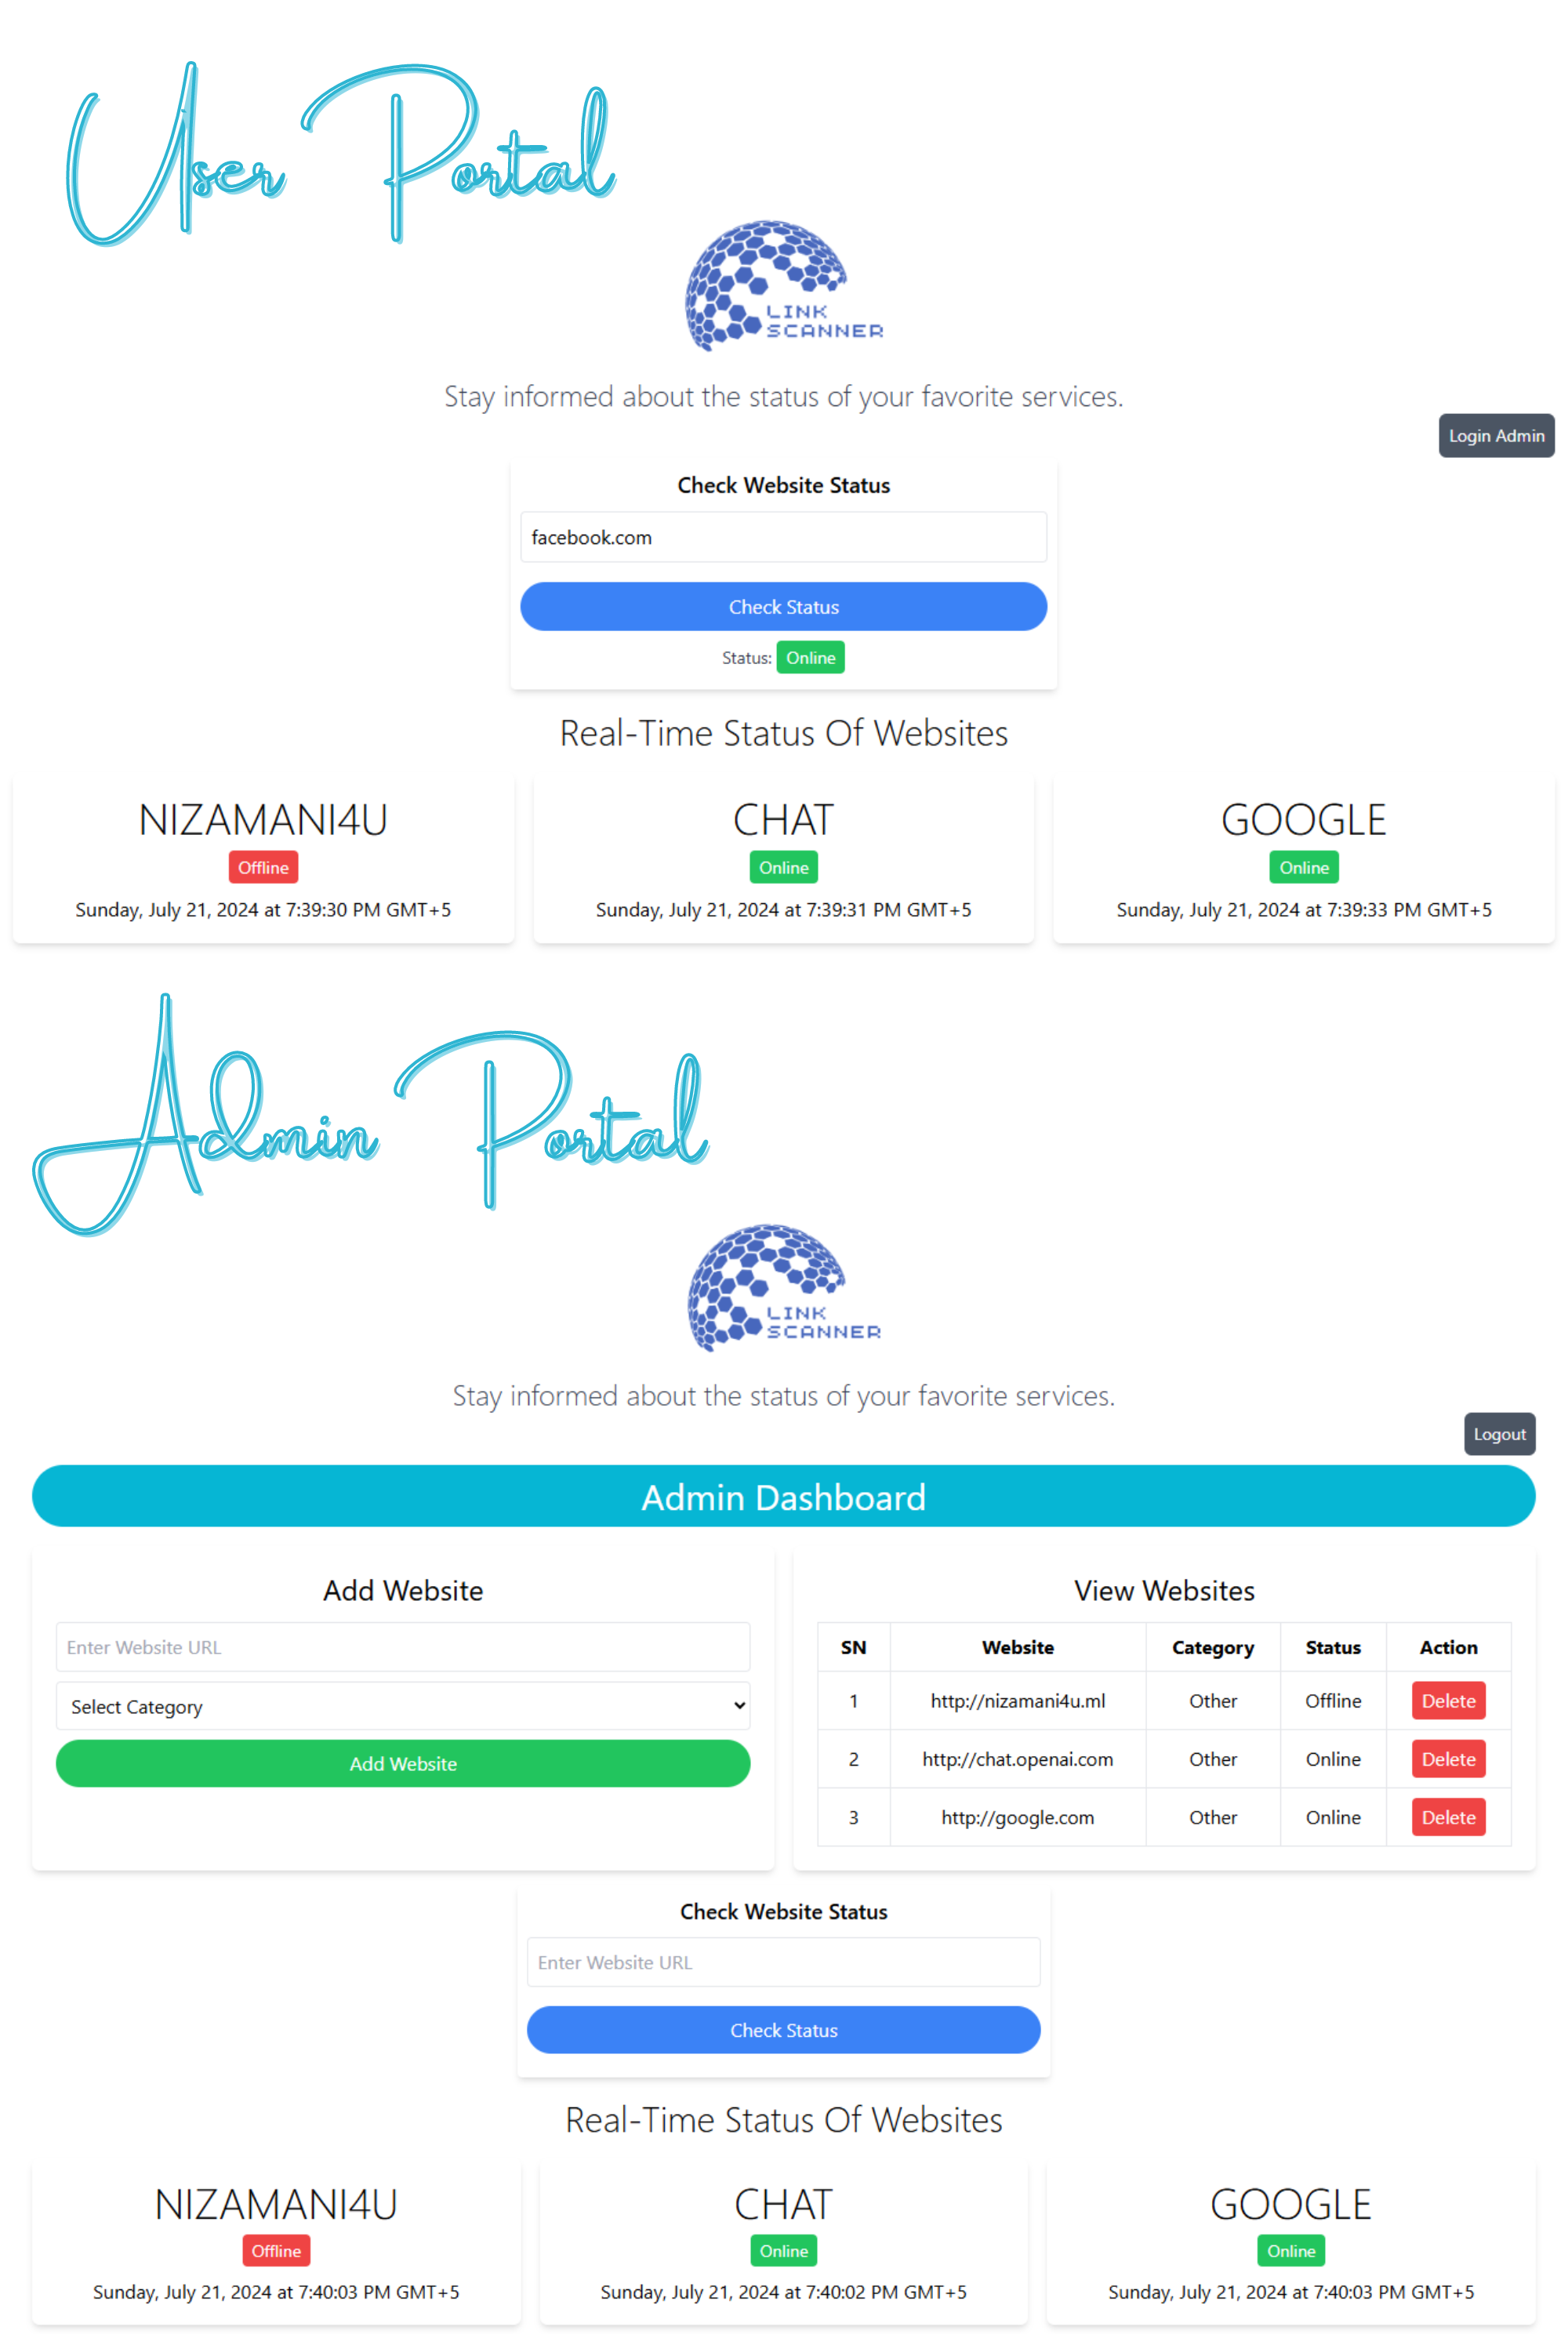 User Portal
LINK
SCANNER
Stay informed about the status of your favorite services.
Login Admin
Check Website Status
facebook.com
Check Status
Status: Online
Real-Time Status Of Websites
NIZAMANI4U
Offline
Sunday, July 21, 2024 at 7:39:30 PM GMT+5
CHAT
Online
Sunday, July 21, 2024 at 7:39:31 PM GMT+5
GOOGLE
Online
Sunday, July 21, 2024 at 7:39:33 PM GMT+5
Admin Portal
LINK
SCANNER
Stay informed about the status of your favorite services.
Logout
Admin Dashboard
Add Website
Enter Website URL
Select Category
Add Website
View Websites
SN Website Category Status Action
1 http://nizamani4u.ml Other Offline Delete
2 http://chat.openai.com Other Online Delete
3 http://google.com Other Online Delete
Check Website Status
Enter Website URL
Check Status
Real-Time Status Of Websites
NIZAMANI4U
Offline
Sunday, July 21, 2024 at 7:40:03 PM GMT+5
CHAT
Online
Sunday, July 21, 2024 at 7:40:02 PM GMT+5
GOOGLE
Online
Sunday, July 21, 2024 at 7:40:03 PM GMT+5